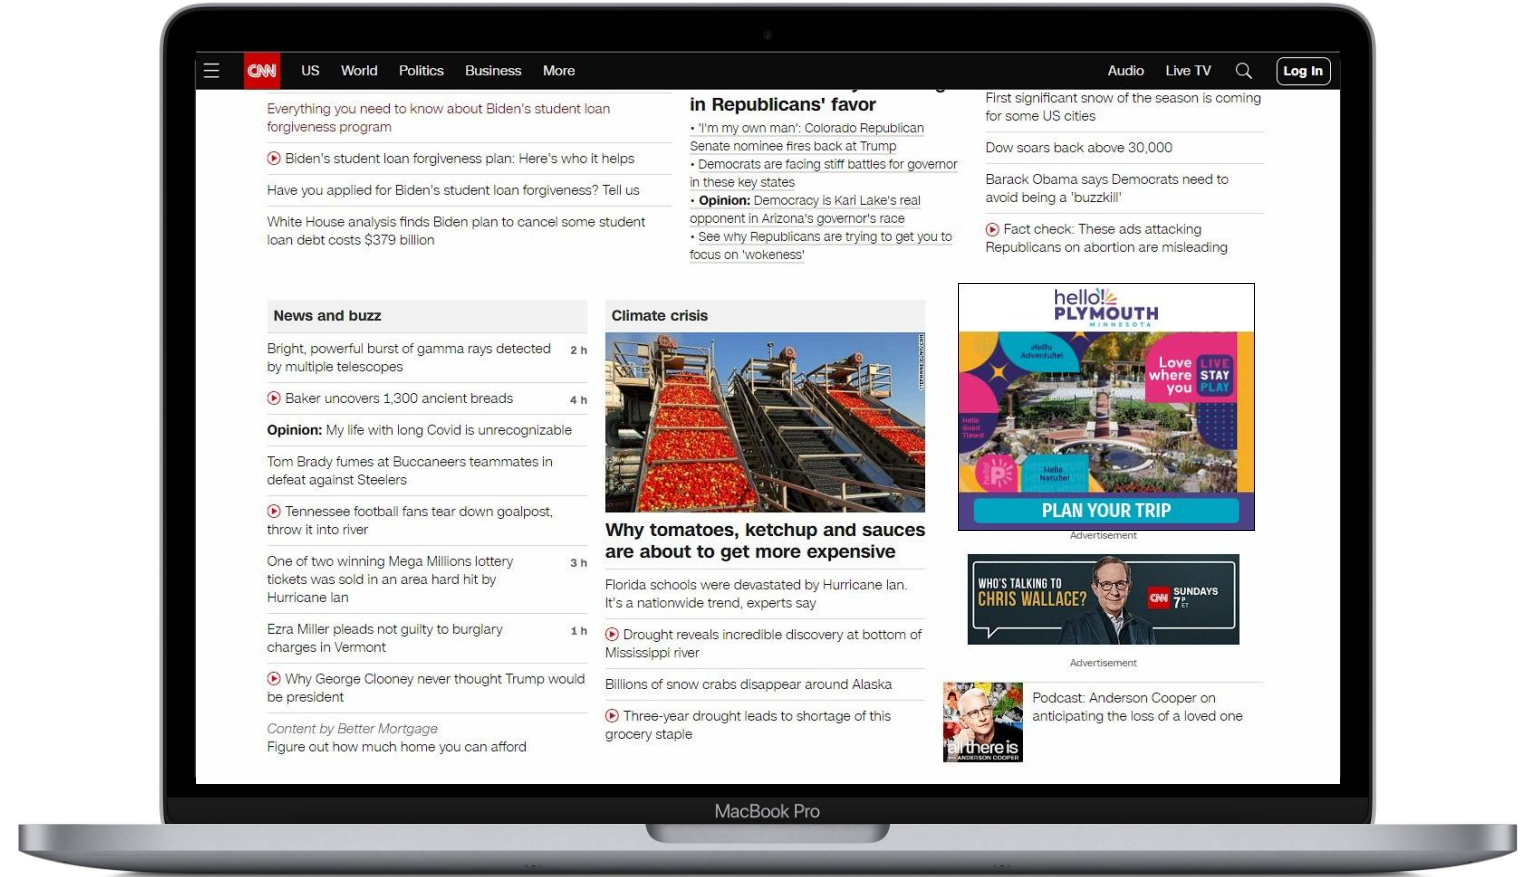 CNN US World Politics Business More Audio Live TV Log In
Everything you need to know about Biden's student loan
forgiveness program
Biden's student loan forgiveness plan: Here's who it helps
Have you applied for Biden's student loan forgiveness? Tell us
White House analysis finds Biden plan to cancel some student
loan debt costs $379 billion
in Republicans' favor
• 'I'm my own man': Colorado Republican
Senate nominee fires back at Trump
• Democrats are facing stiff battles for governor
in these key states
• Opinion: Democracy is Kari Lake's real
opponent in Arizona's governor's race
• See why Republicans are trying to get you to
focus on 'wokeness'
First significant snow of the season is coming
for some US cities
Dow soars back above 30,000
Barack Obama says Democrats need to
avoid being a 'buzzkill'
Fact check: These ads attacking
Republicans on abortion are misleading
News and buzz
Bright, powerful burst of gamma rays detected 2 h
by multiple telescopes
Baker uncovers 1,300 ancient breads 4 h
Opinion: My life with long Covid is unrecognizable
Tom Brady fumes at Buccaneers teammates in
defeat against Steelers
Tennessee football fans tear down goalpost,
throw it into river
One of two winning Mega Millions lottery 3 h
tickets was sold in an area hard hit by
Hurricane Ian
Ezra Miller pleads not guilty to burglary 1 h
charges in Vermont
Why George Clooney never thought Trump would
be president
Content by Better Mortgage
Figure out how much home you can afford
Climate crisis
Why tomatoes, ketchup and sauces
are about to get more expensive
Florida schools were devastated by Hurricane Ian.
It's a nationwide trend, experts say
Drought reveals incredible discovery at bottom of
Mississippi river
Billions of snow crabs disappear around Alaska
Three-year drought leads to shortage of this
grocery staple
hello!
PLYMOUTH
MINNESOTA
Hello
Adventure!
Love
where
you
LIVE
STAY
PLAY
Hello
Good
Times!
hello!
P
Hello
Nature!
PLAN YOUR TRIP
Advertisement
WHO'S TALKING TO
CHRIS WALLACE?
CNN SUNDAYS
7P
ET
Advertisement
all there is
ANDERSON COOPER
Podcast: Anderson Cooper on
anticipating the loss of a loved one
MacBook Pro